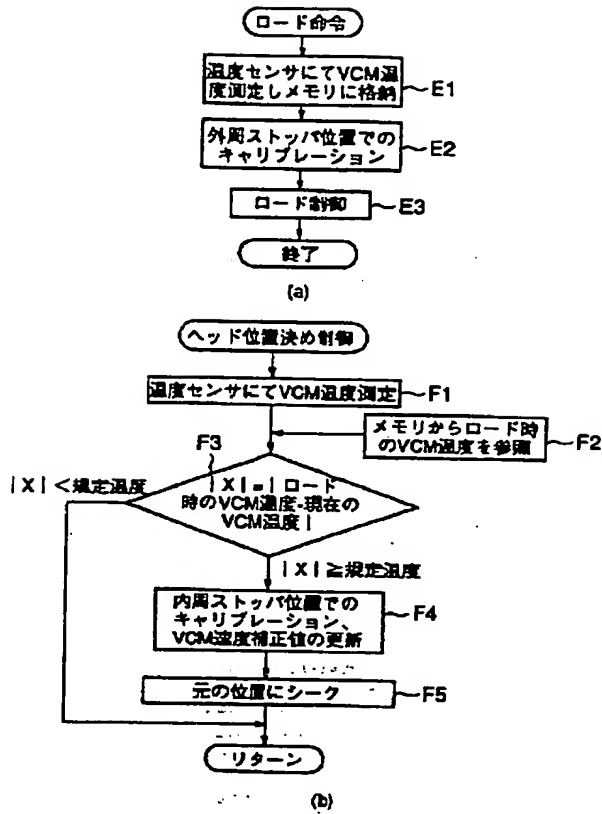 ロード命令
温度センサにてVCM温
度測定しメモリに格納
E1
外周ストッパ位置での
キャリブレーション
E2
ロード制御
E3
終了
(a)
ヘッド位置決め制御
温度センサにてVCM温度測定
F1
メモリからロード時
のVCM温度を参照
F2
F3
|X|<規定温度
|X|=|ロード
時のVCM温度-現在の
VCM温度|
|X|≧規定温度
内周ストッパ位置での
キャリブレーション、
VCM速度補正値の更新
F4
元の位置にシーク
F5
リターン
(b)